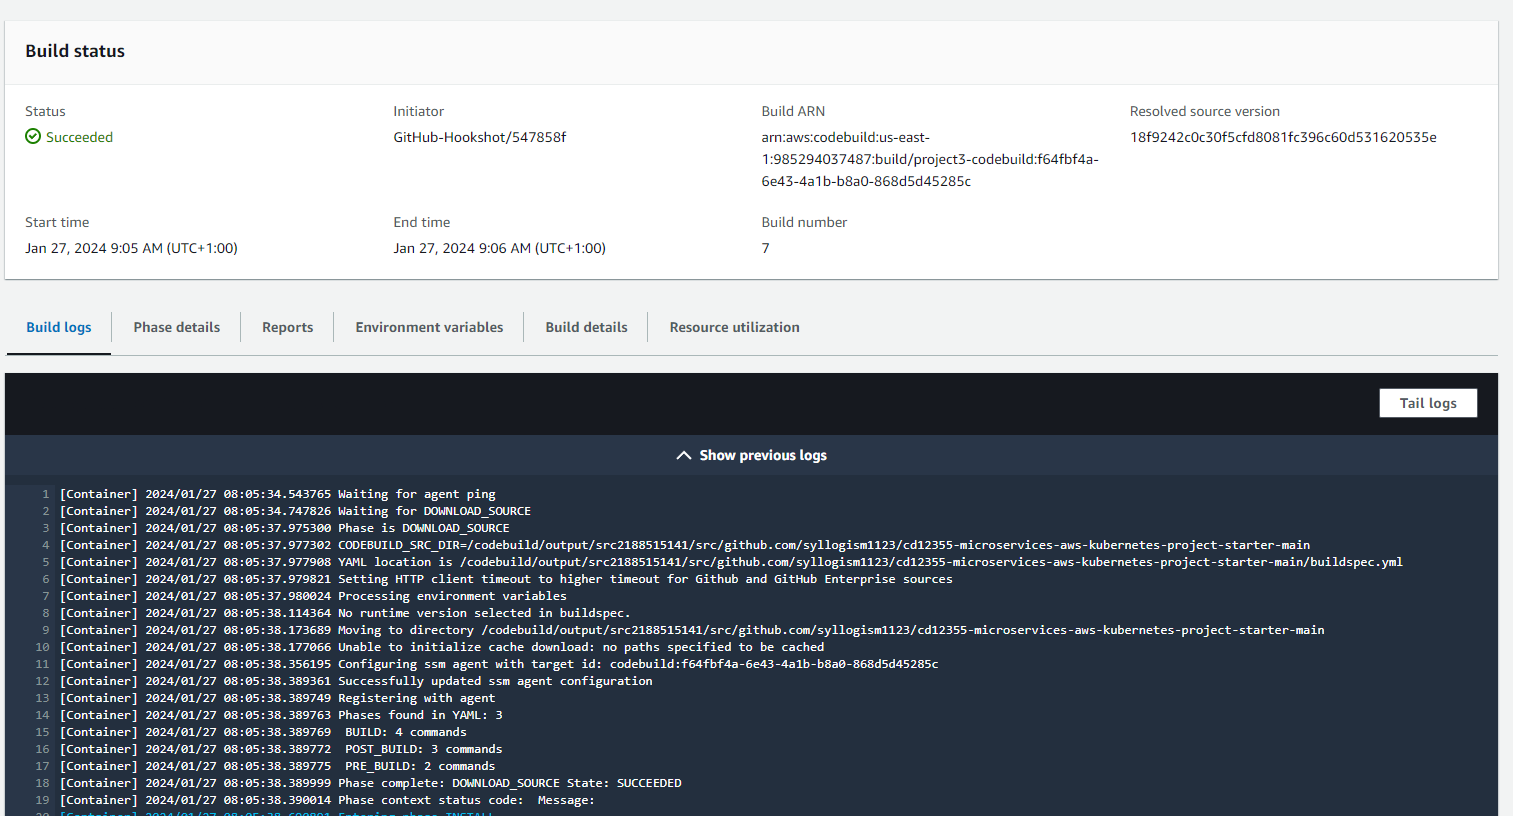 Build status
Status
Succeeded
Initiator
GitHub-Hookshot/547858f
Build ARN
arn:aws:codebuild:us-east-
1:985294037487:build/project3-codebuild:f64fbf4a-
6e43-4a1b-b8a0-868d5d45285c
Resolved source version
18f9242c0c30f5cfd8081fc396c60d531620535e
Start time
Jan 27, 2024 9:05 AM (UTC+1:00)
End time
Jan 27, 2024 9:06 AM (UTC+1:00)
Build number
7
Build logs
Phase details
Reports
Environment variables
Build details
Resource utilization
Tail logs
Show previous logs
1 [Container] 2024/01/27 08:05:34.543765 Waiting for agent ping
2 [Container] 2024/01/27 08:05:34.747826 Waiting for DOWNLOAD_SOURCE
3 [Container] 2024/01/27 08:05:37.975300 Phase is DOWNLOAD_SOURCE
4 [Container] 2024/01/27 08:05:37.977302 CODEBUILD_SRC_DIR=/codebuild/output/src2188515141/src/github.com/syllogism1123/cd12355-microservices-aws-kubernetes-project-starter-main
5 [Container] 2024/01/27 08:05:37.977908 YAML location is /codebuild/output/src2188515141/src/github.com/syllogism1123/cd12355-microservices-aws-kubernetes-project-starter-main/buildspec.yml
6 [Container] 2024/01/27 08:05:37.979821 Setting HTTP client timeout to higher timeout for Github and GitHub Enterprise sources
7 [Container] 2024/01/27 08:05:37.980024 Processing environment variables
8 [Container] 2024/01/27 08:05:38.114364 No runtime version selected in buildspec.
9 [Container] 2024/01/27 08:05:38.173689 Moving to directory /codebuild/output/src2188515141/src/github.com/syllogism1123/cd12355-microservices-aws-kubernetes-project-starter-main
10 [Container] 2024/01/27 08:05:38.177066 Unable to initialize cache download: no paths specified to be cached
11 [Container] 2024/01/27 08:05:38.356195 Configuring ssm agent with target id: codebuild:f64fbf4a-6e43-4a1b-b8a0-868d5d45285c
12 [Container] 2024/01/27 08:05:38.389361 Successfully updated ssm agent configuration
13 [Container] 2024/01/27 08:05:38.389749 Registering with agent
14 [Container] 2024/01/27 08:05:38.389763 Phases found in YAML: 3
15 [Container] 2024/01/27 08:05:38.389769 BUILD: 4 commands
16 [Container] 2024/01/27 08:05:38.389772 POST_BUILD: 3 commands
17 [Container] 2024/01/27 08:05:38.389775 PRE_BUILD: 2 commands
18 [Container] 2024/01/27 08:05:38.389999 Phase complete: DOWNLOAD_SOURCE State: SUCCEEDED
19 [Container] 2024/01/27 08:05:38.390014 Phase context status code: Message: